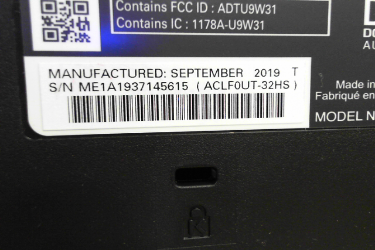 Contains FCC ID : ADTU9W31
Contains IC : 1178A-U9W31
MANUFACTURED: SEPTEMBER 2019 T
S/N ME1A1937145615 ( ACLF0UT-32HS )
Made in
Fabriqué en
MODEL N